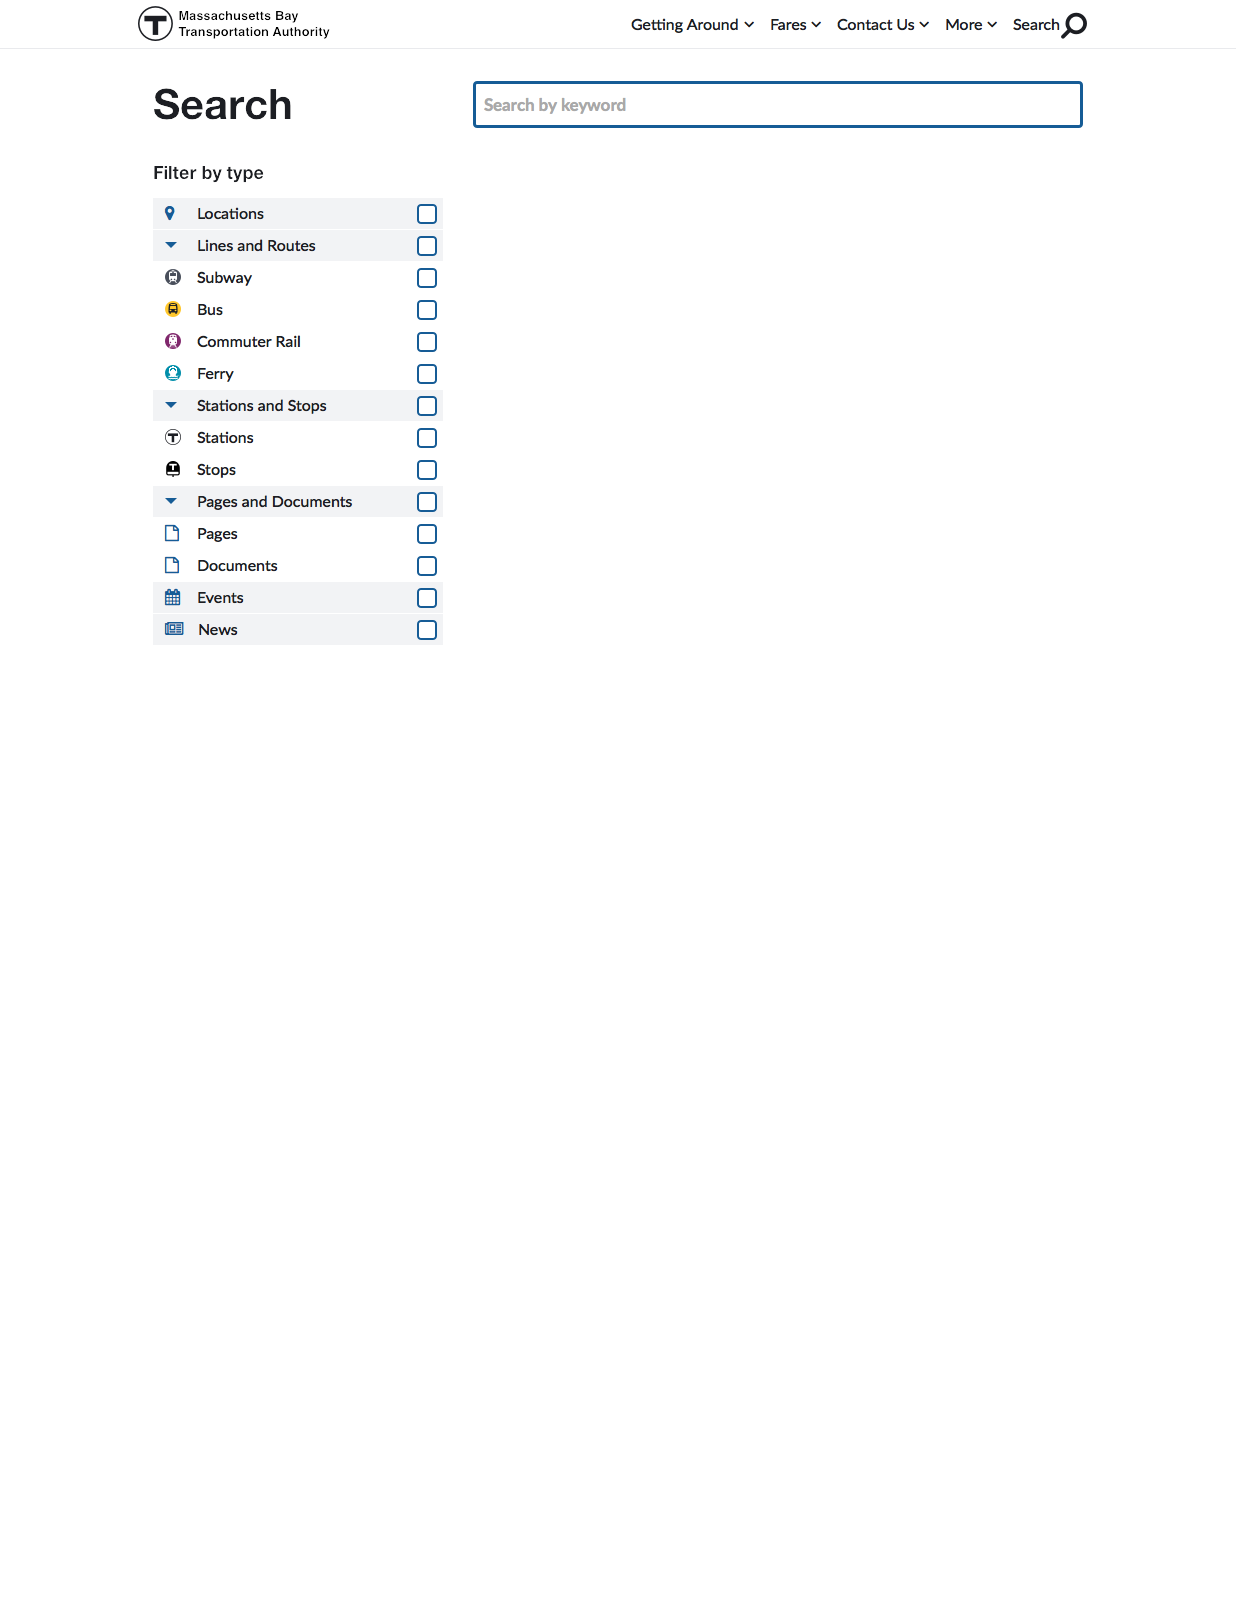 Massachusetts Bay
Transportation Authority
Getting Around Fares Contact Us More Search
Search
Search by keyword
Filter by type
Locations
Lines and Routes
Subway
Bus
Commuter Rail
Ferry
Stations and Stops
Stations
Stops
Pages and Documents
Pages
Documents
Events
News